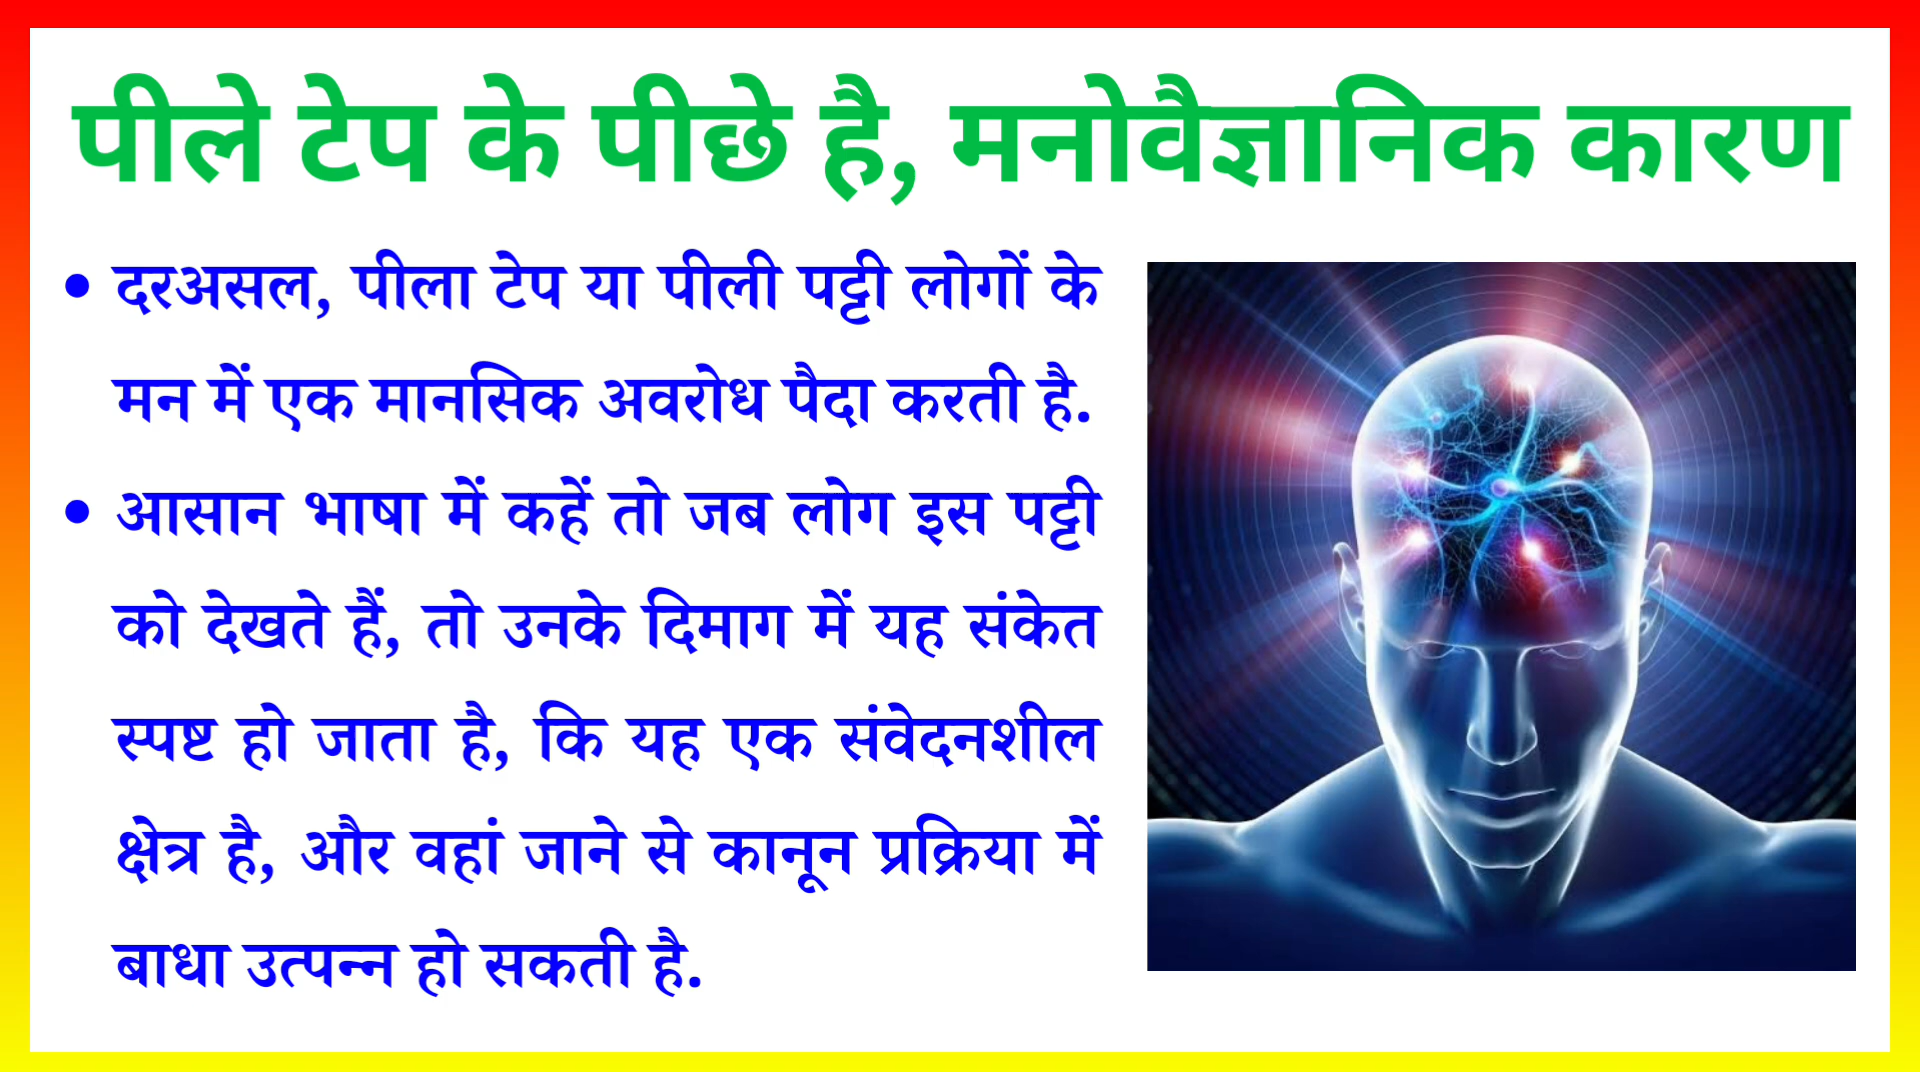 पीले टेप के पीछे है, मनोवैज्ञानिक कारण
• दरअसल, पीला टेप या पीली पट्टी लोगों के
मन में एक मानसिक अवरोध पैदा करती है.
• आसान भाषा में कहें तो जब लोग इस पट्टी
को देखते हैं, तो उनके दिमाग में यह संकेत
स्पष्ट हो जाता है, कि यह एक संवेदनशील
क्षेत्र है, और वहां जाने से कानून प्रक्रिया में
बाधा उत्पन्न हो सकती है.